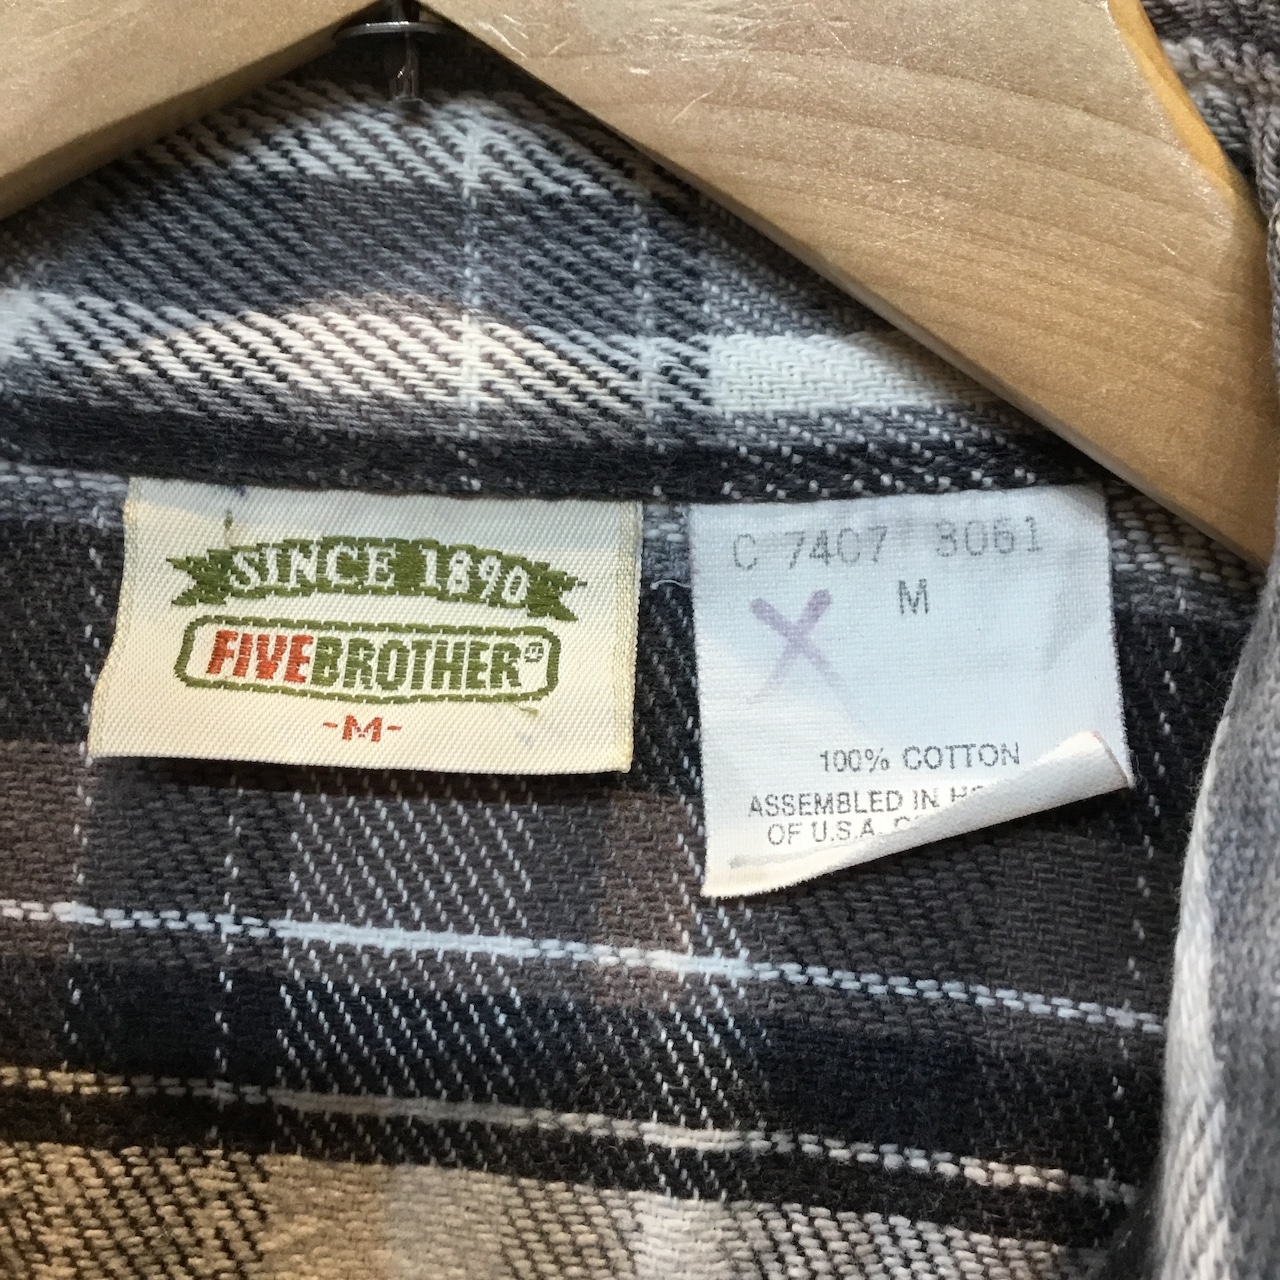 SINCE 1890
FIVEBROTHER
-M-
C 7407 3061
M
X
100% COTTON
ASSEMBLED IN
OF U.S.A.